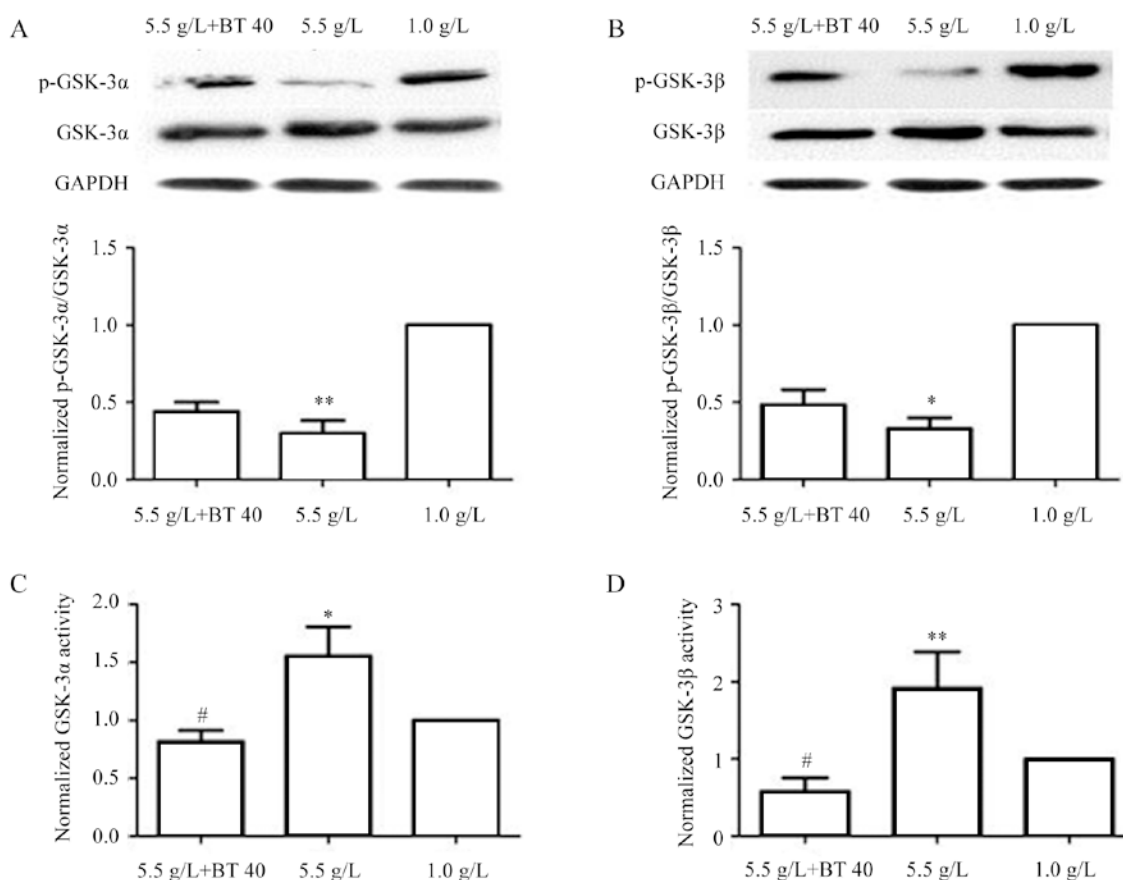 A
5.5 g/L+BT 40 5.5 g/L 1.0 g/L
p-GSK-3α
GSK-3α
GAPDH
Normalized p-GSK-3α/GSK-3α
1.5
1.0
0.5
0.0
**
5.5 g/L+BT 40 5.5 g/L 1.0 g/L
B
5.5 g/L+BT 40 5.5 g/L 1.0 g/L
p-GSK-3β
GSK-3β
GAPDH
Normalized p-GSK-3β/GSK-3β
1.5
1.0
0.5
0.0
*
5.5 g/L+BT 40 5.5 g/L 1.0 g/L
C
Normalized GSK-3α activity
2.0
1.5
1.0
0.5
0.0
# *
5.5 g/L+BT 40 5.5 g/L 1.0 g/L
D
Normalized GSK-3β activity
3
2
1
0
# **
5.5 g/L+BT 40 5.5 g/L 1.0 g/L